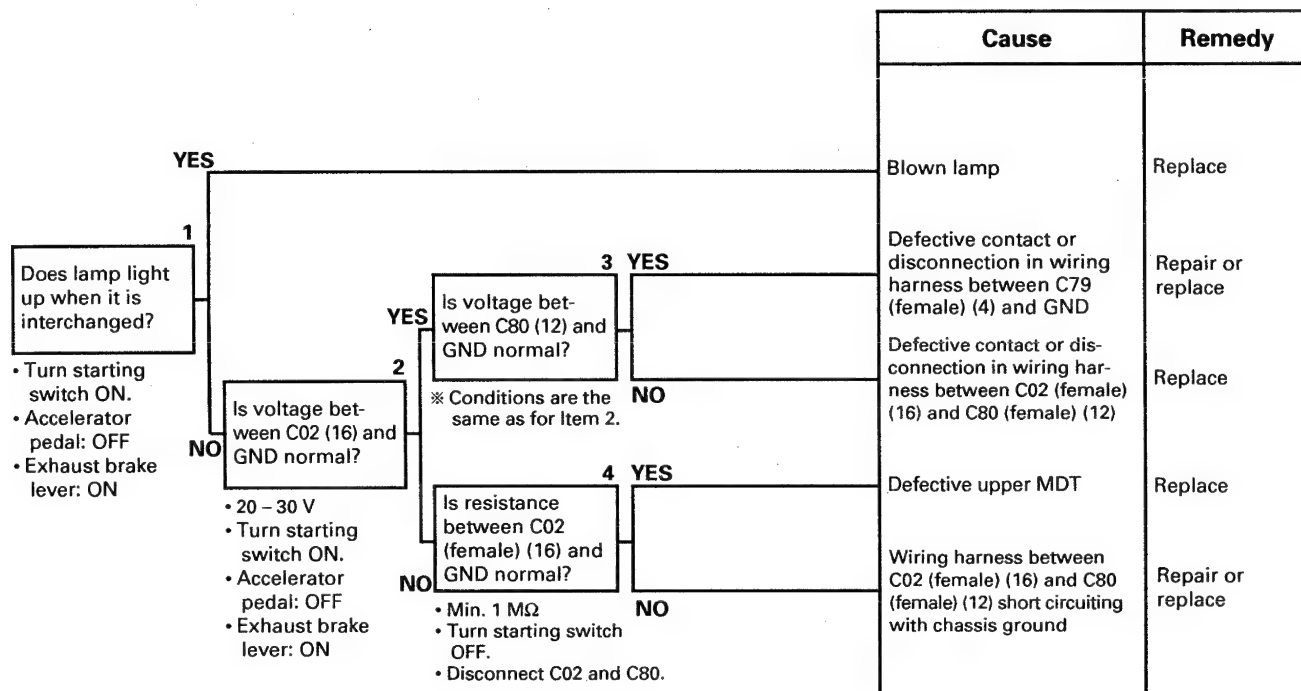 Cause
Remedy
YES
Blown lamp
Replace
1
Does lamp light
up when it is
interchanged?
• Turn starting
switch ON.
• Accelerator
pedal: OFF
• Exhaust brake
lever: ON
NO
2
Is voltage bet-
ween C02 (16) and
GND normal?
• 20 – 30 V
• Turn starting
switch ON.
• Accelerator
pedal: OFF
• Exhaust brake
lever: ON
YES
3
Is voltage bet-
ween C80 (12) and
GND normal?
※ Conditions are the
same as for Item 2.
YES
Defective contact or
disconnection in wiring
harness between C79
(female) (4) and GND
Repair or
replace
NO
Defective contact or dis-
connection in wiring har-
ness between C02 (female)
(16) and C80 (female) (12)
Replace
NO
4
Is resistance
between C02
(female) (16) and
GND normal?
• Min. 1 MΩ
• Turn starting switch
OFF.
• Disconnect C02 and C80.
YES
Defective upper MDT
Replace
NO
Wiring harness between
C02 (female) (16) and C80
(female) (12) short circuiting
with chassis ground
Repair or
replace